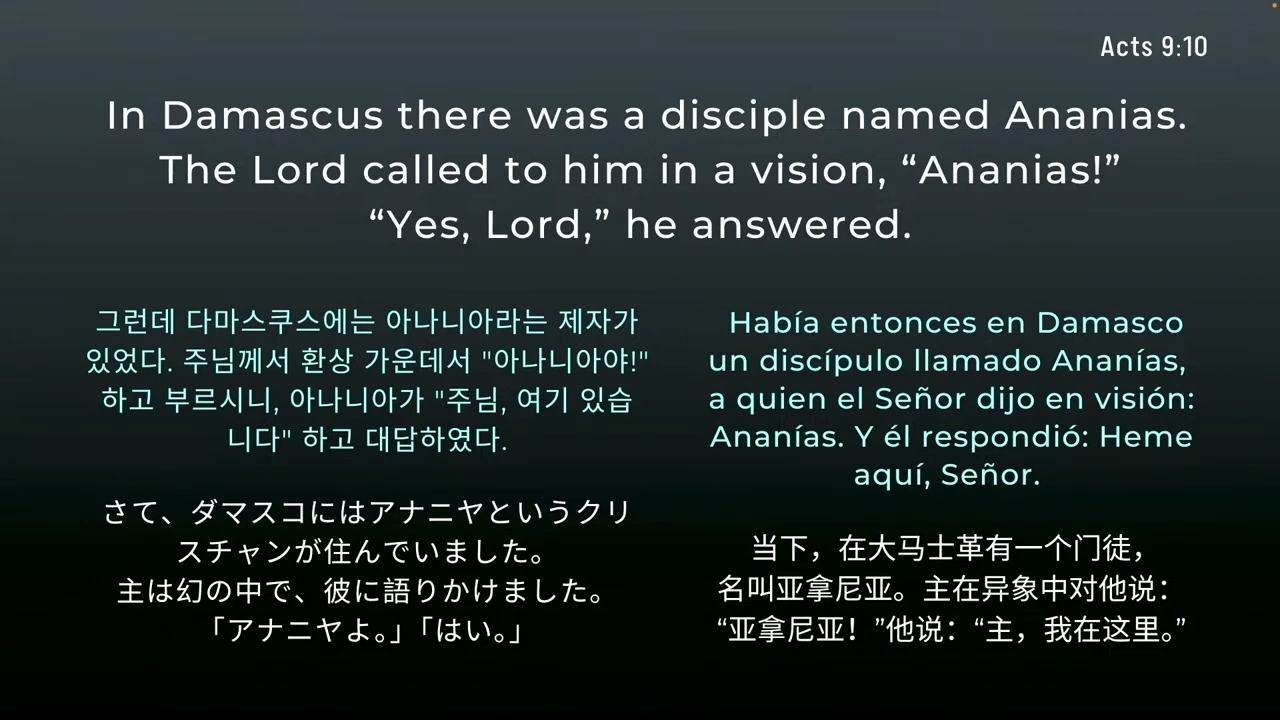 Acts 9:10
In Damascus there was a disciple named Ananias.
The Lord called to him in a vision, “Ananias!”
“Yes, Lord,” he answered.
그런데 다마스쿠스에는 아나니아라는 제자가
있었다. 주님께서 환상 가운데서 "아나니아야!"
하고 부르시니, 아나니아가 "주님, 여기 있습
니다" 하고 대답하였다.
さて、ダマスコにはアナニヤというクリ
スチャンが住んでいました。
主は幻の中で、彼に語りかけました。
「アナニヤよ。」「はい。」
Había entonces en Damasco
un discípulo llamado Ananías,
a quien el Señor dijo en visión:
Ananías. Y él respondió: Heme
aquí, Señor.
当下，在大马士革有一个门徒，
名叫亚拿尼亚。主在异象中对他说：
“亚拿尼亚！”他说：“主，我在这里。”